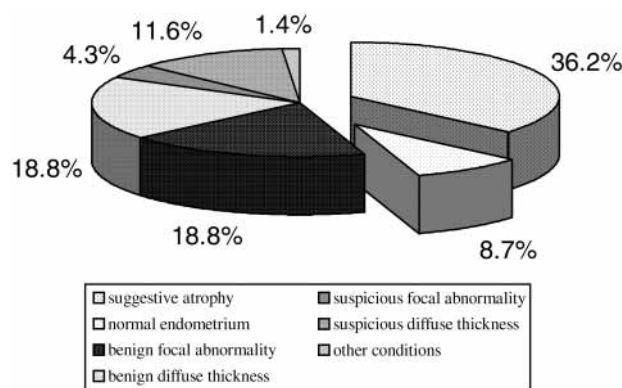 11.6%
1.4%
4.3%
36.2%
18.8%
18.8%
8.7%
suggestive atrophy
suspicious focal abnormality
normal endometrium
suspicious diffuse thickness
benign focal abnormality
other conditions
benign diffuse thickness